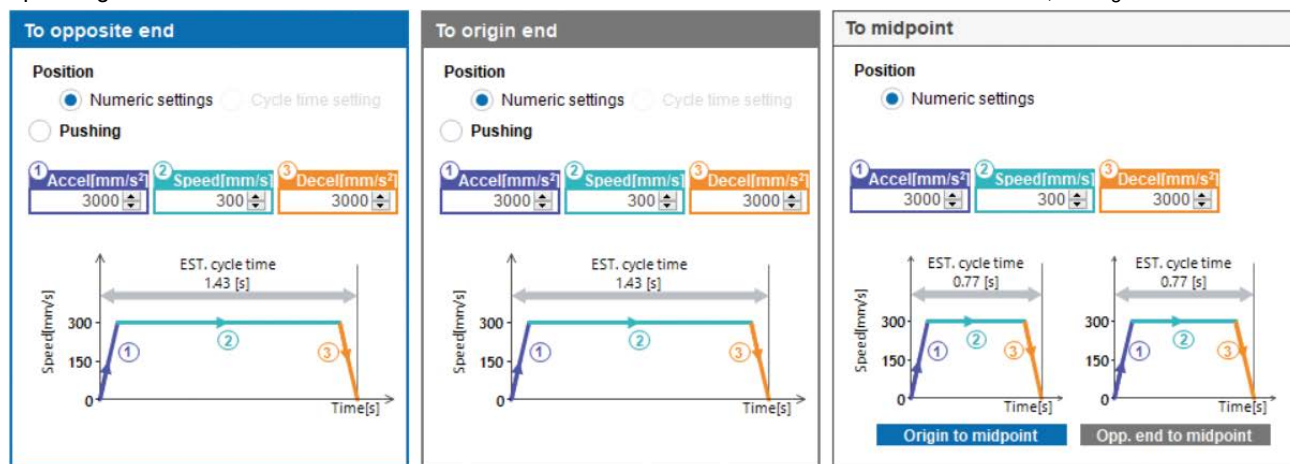 To opposite end
Position
Numeric settings Cycle time setting
Pushing
1 Accel[mm/s²] 2 Speed[mm/s] 3 Decel[mm/s²]
3000 300 3000
EST. cycle time
1.43 [s]
Speed[mm/s]
300
150
0
1 2 3
Time[s]
To origin end
Position
Numeric settings Cycle time setting
Pushing
1 Accel[mm/s²] 2 Speed[mm/s] 3 Decel[mm/s²]
3000 300 3000
EST. cycle time
1.43 [s]
Speed[mm/s]
300
150
0
1 2 3
Time[s]
To midpoint
Position
Numeric settings
1 Accel[mm/s²] 2 Speed[mm/s] 3 Decel[mm/s²]
3000 300 3000
EST. cycle time
0.77 [s]
Speed[mm/s]
300
150
0
1 2 3
Time[s]
Origin to midpoint
EST. cycle time
0.77 [s]
300
150
0
1 2 3
Time[s]
Opp. end to midpoint